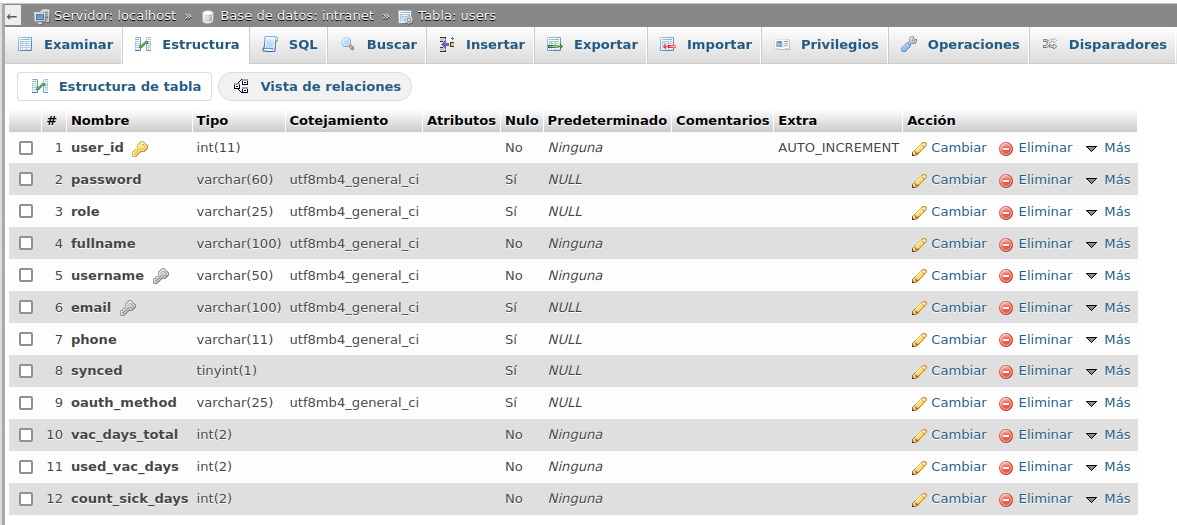 Servidor: localhost » Base de datos: intranet » Tabla: users
Examinar Estructura SQL Buscar Insertar Exportar Importar Privilegios Operaciones Disparadores
Estructura de tabla Vista de relaciones
# Nombre Tipo Cotejamiento Atributos Nulo Predeterminado Comentarios Extra Acción
1 user_id int(11) No Ninguna AUTO_INCREMENT Cambiar Eliminar Más
2 password varchar(60) utf8mb4_general_ci Sí NULL Cambiar Eliminar Más
3 role varchar(25) utf8mb4_general_ci Sí NULL Cambiar Eliminar Más
4 fullname varchar(100) utf8mb4_general_ci No Ninguna Cambiar Eliminar Más
5 username varchar(50) utf8mb4_general_ci No Ninguna Cambiar Eliminar Más
6 email varchar(100) utf8mb4_general_ci Sí NULL Cambiar Eliminar Más
7 phone varchar(11) utf8mb4_general_ci Sí NULL Cambiar Eliminar Más
8 synced tinyint(1) Sí NULL Cambiar Eliminar Más
9 oauth_method varchar(25) utf8mb4_general_ci Sí NULL Cambiar Eliminar Más
10 vac_days_total int(2) No Ninguna Cambiar Eliminar Más
11 used_vac_days int(2) No Ninguna Cambiar Eliminar Más
12 count_sick_days int(2) No Ninguna Cambiar Eliminar Más